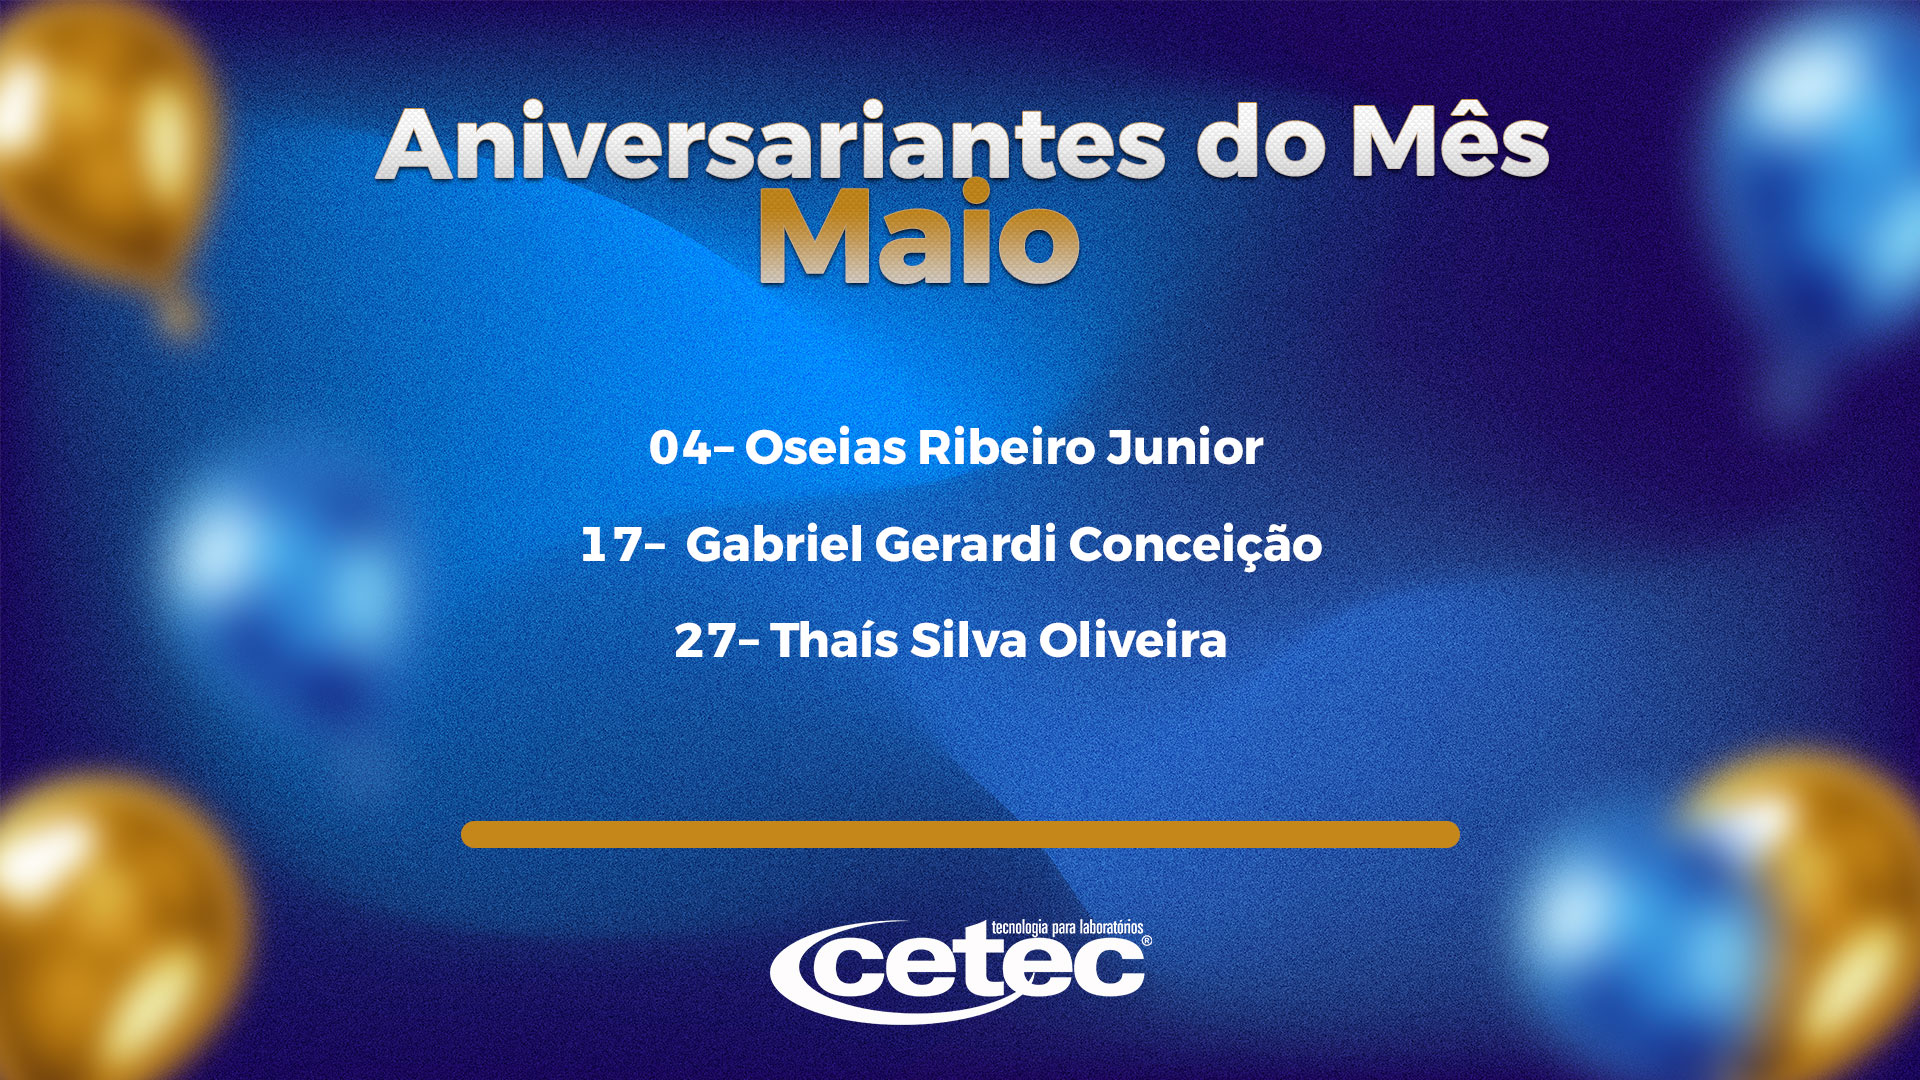 Aniversariantes do Mês
Maio
04– Oseias Ribeiro Junior
17– Gabriel Gerardi Conceição
27– Thaís Silva Oliveira
tecnologia para laboratórios
cetec®